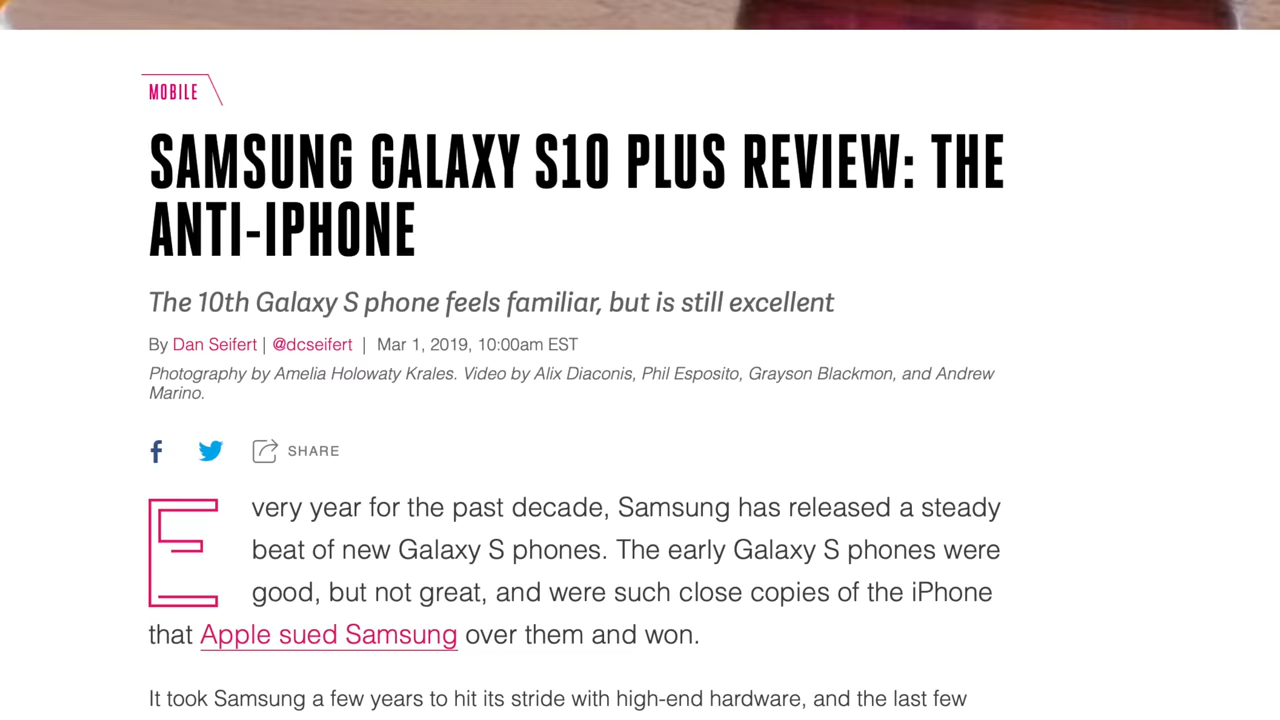 MOBILE
SAMSUNG GALAXY S10 PLUS REVIEW: THE
ANTI-IPHONE
The 10th Galaxy S phone feels familiar, but is still excellent
By Dan Seifert | @dcseifert | Mar 1, 2019, 10:00am EST
Photography by Amelia Holowaty Krales. Video by Alix Diaconis, Phil Esposito, Grayson Blackmon, and Andrew
Marino.
SHARE
Every year for the past decade, Samsung has released a steady
beat of new Galaxy S phones. The early Galaxy S phones were
good, but not great, and were such close copies of the iPhone
that Apple sued Samsung over them and won.
It took Samsung a few years to hit its stride with high-end hardware, and the last few